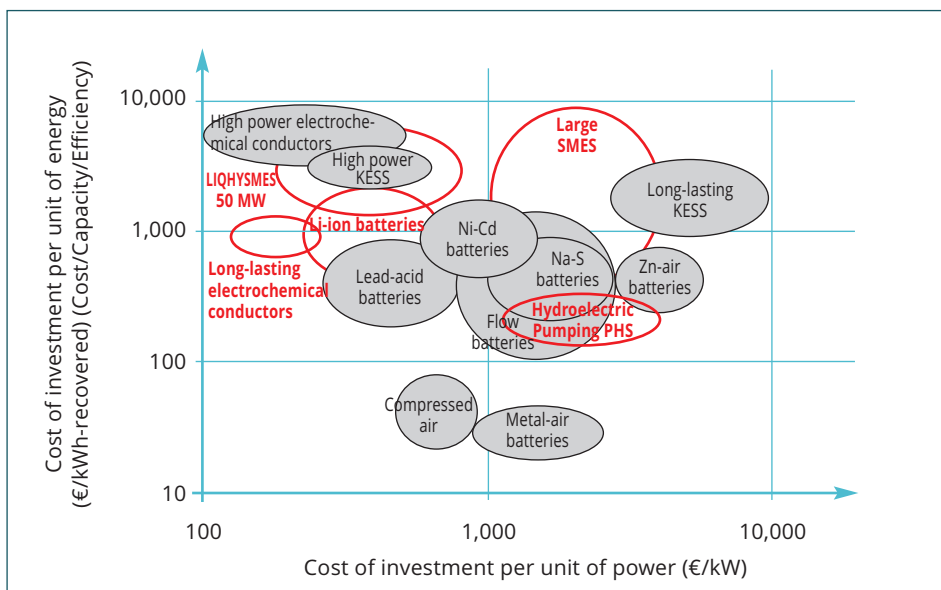 Cost of investment per unit of energy
(€/kWh-recovered) (Cost/Capacity/Efficiency)
10,000
1,000
100
10
High power electroche-
mical conductors
High power
KESS
LIQHYSMES
50 MW
Li-ion batteries
Long-lasting
electrochemical
conductors
Lead-acid
batteries
Ni-Cd
batteries
Large
SMES
Long-lasting
KESS
Na-S
batteries
Zn-air
batteries
Hydroelectric
Pumping PHS
Flow
batteries
Compressed
air
Metal-air
batteries
100
1,000
10,000
Cost of investment per unit of power (€/kW)